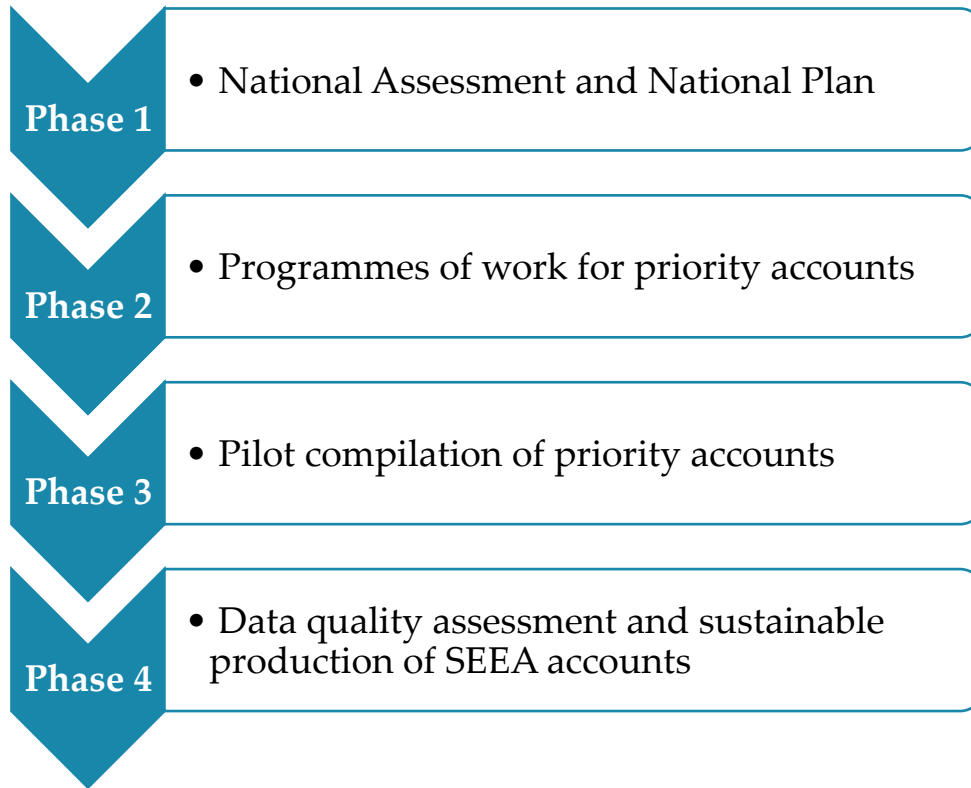 Phase 1
• National Assessment and National Plan
Phase 2
• Programmes of work for priority accounts
Phase 3
• Pilot compilation of priority accounts
Phase 4
• Data quality assessment and sustainable
production of SEEA accounts